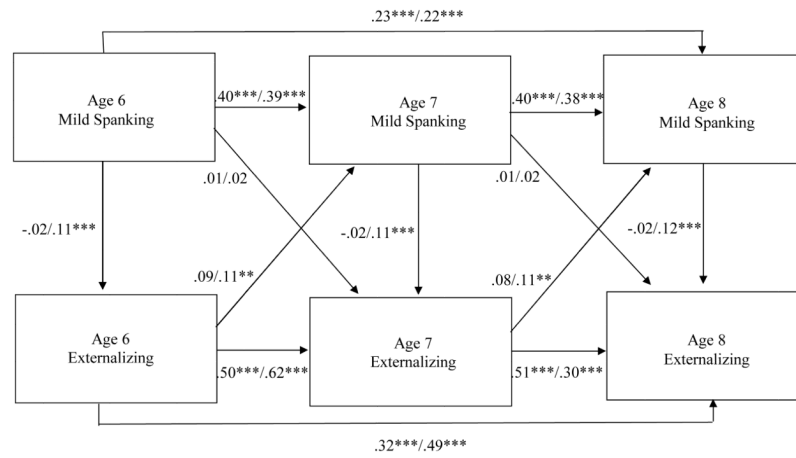 .23***/.22***
Age 6
Mild Spanking
.40***/.39***
Age 7
Mild Spanking
.40***/.38***
Age 8
Mild Spanking
.01/.02
.01/.02
-.02/.11***
-.02/.11***
-.02/.12***
.09/.11**
.08/.11**
Age 6
Externalizing
.50***/.62***
Age 7
Externalizing
.51***/.30***
Age 8
Externalizing
.32***/.49***